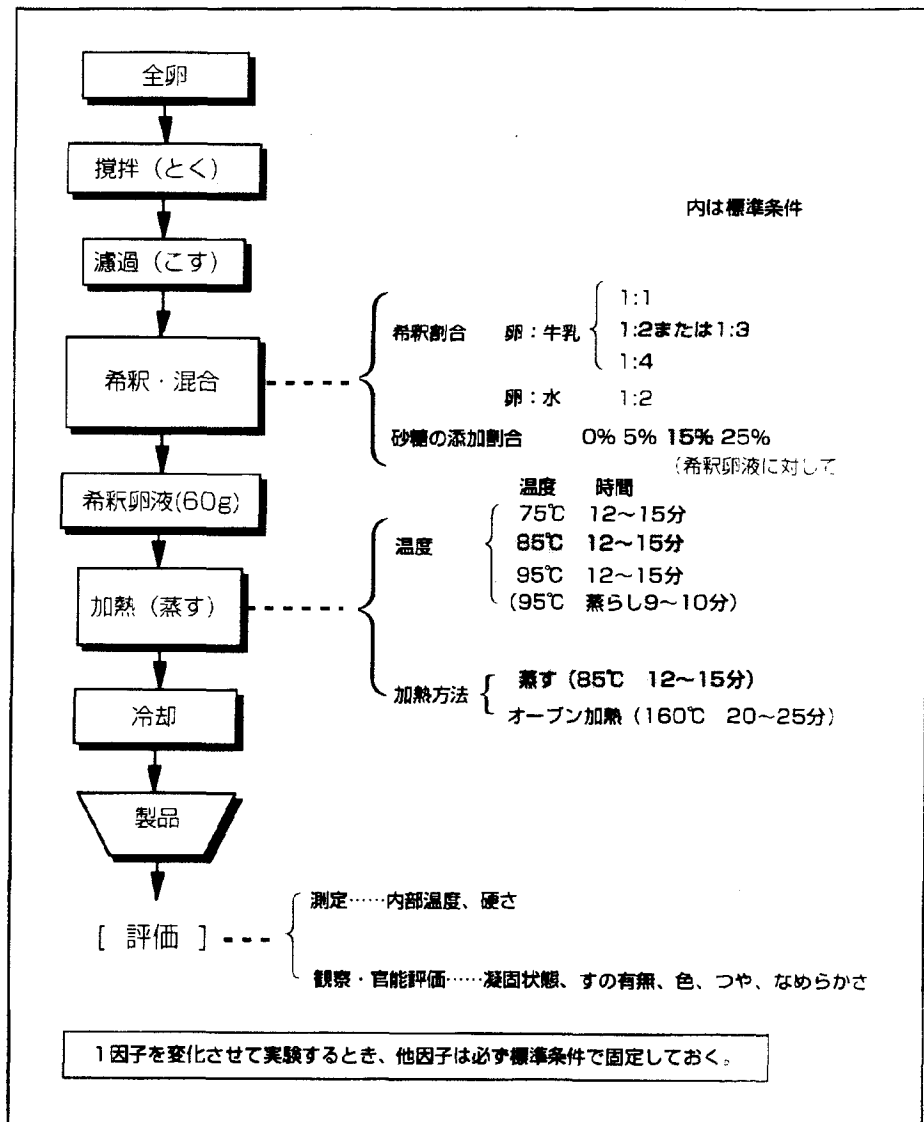 全卵
撹拌（とく）
内は標準条件
濾過（こす）
希釈・混合
希釈割合 卵：牛乳
1:1
1:2または1:3
1:4
卵：水 1:2
砂糖の添加割合 0% 5% 15% 25%
（希釈卵液に対して
希釈卵液(60g)
加熱（蒸す）
温度 時間
温度
75℃ 12〜15分
85℃ 12〜15分
95℃ 12〜15分
（95℃ 蒸らし9〜10分）
加熱方法
蒸す（85℃ 12〜15分）
オーブン加熱（160℃ 20〜25分）
冷却
製品
［ 評価 ］
測定……内部温度、硬さ
観察・官能評価……凝固状態、すの有無、色、つや、なめらかさ
1因子を変化させて実験するとき、他因子は必ず標準条件で固定しておく。